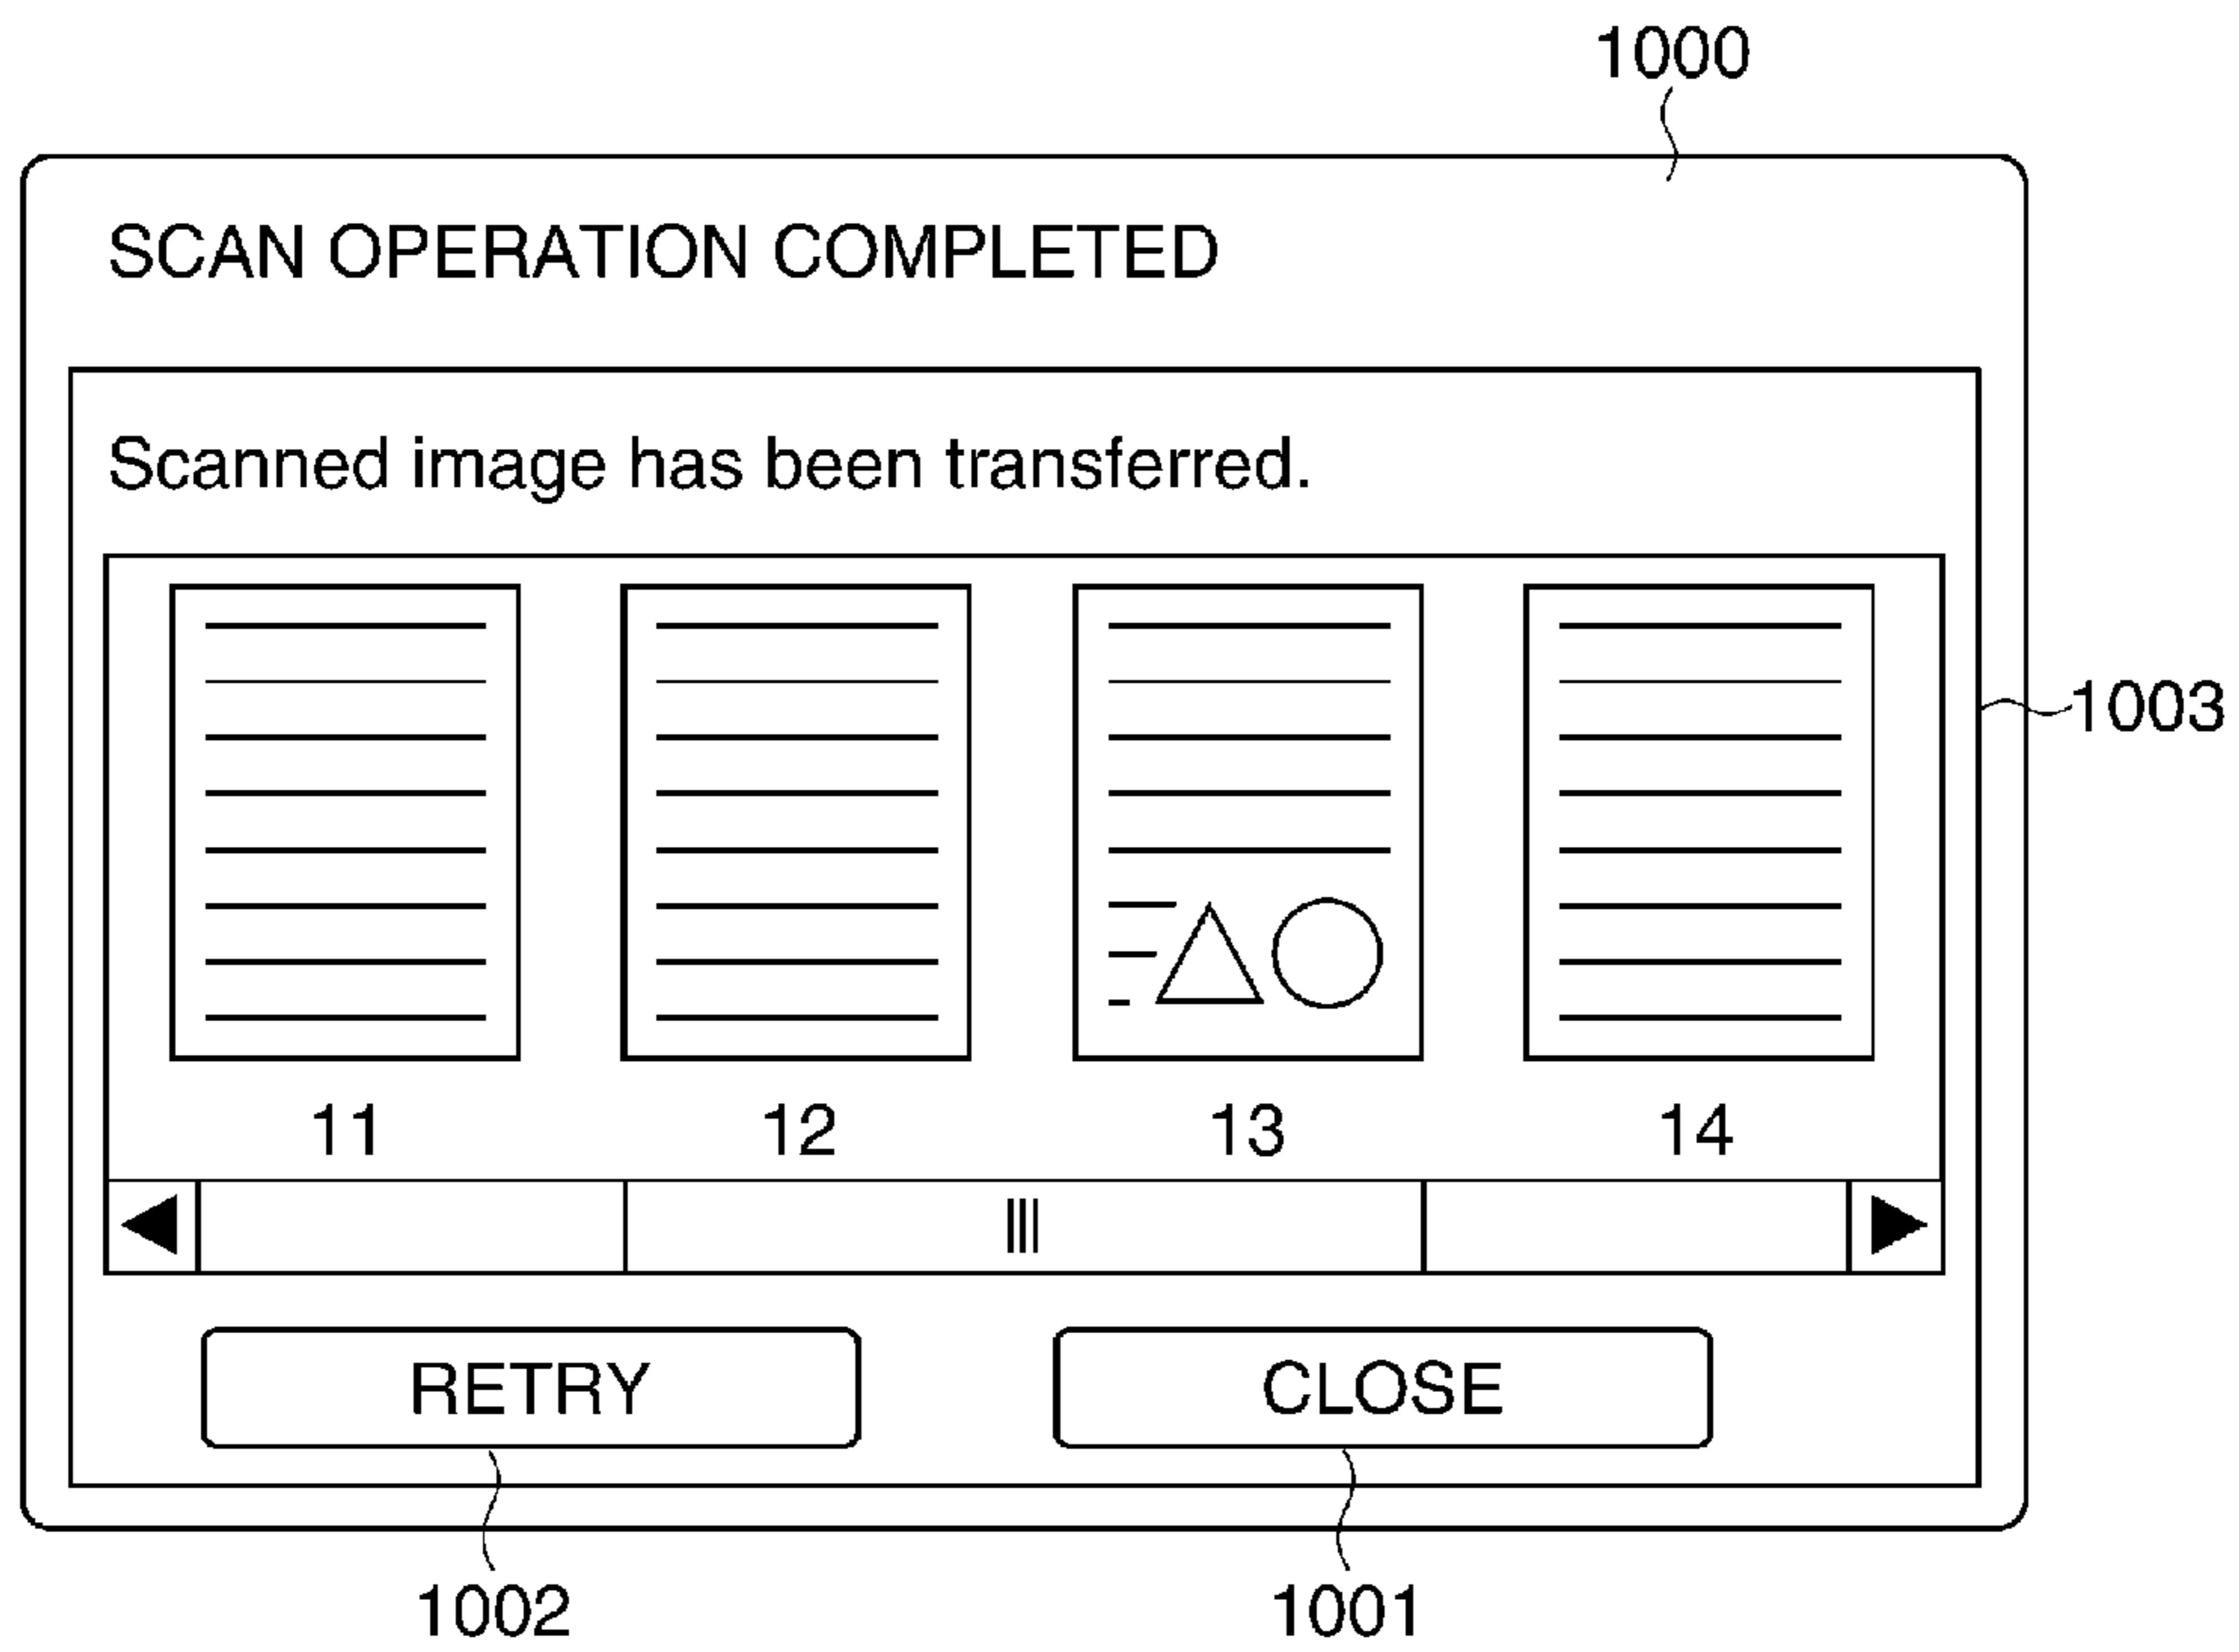 1000
SCAN OPERATION COMPLETED
Scanned image has been transferred.
1003
11 12 13 14
RETRY CLOSE
1002 1001